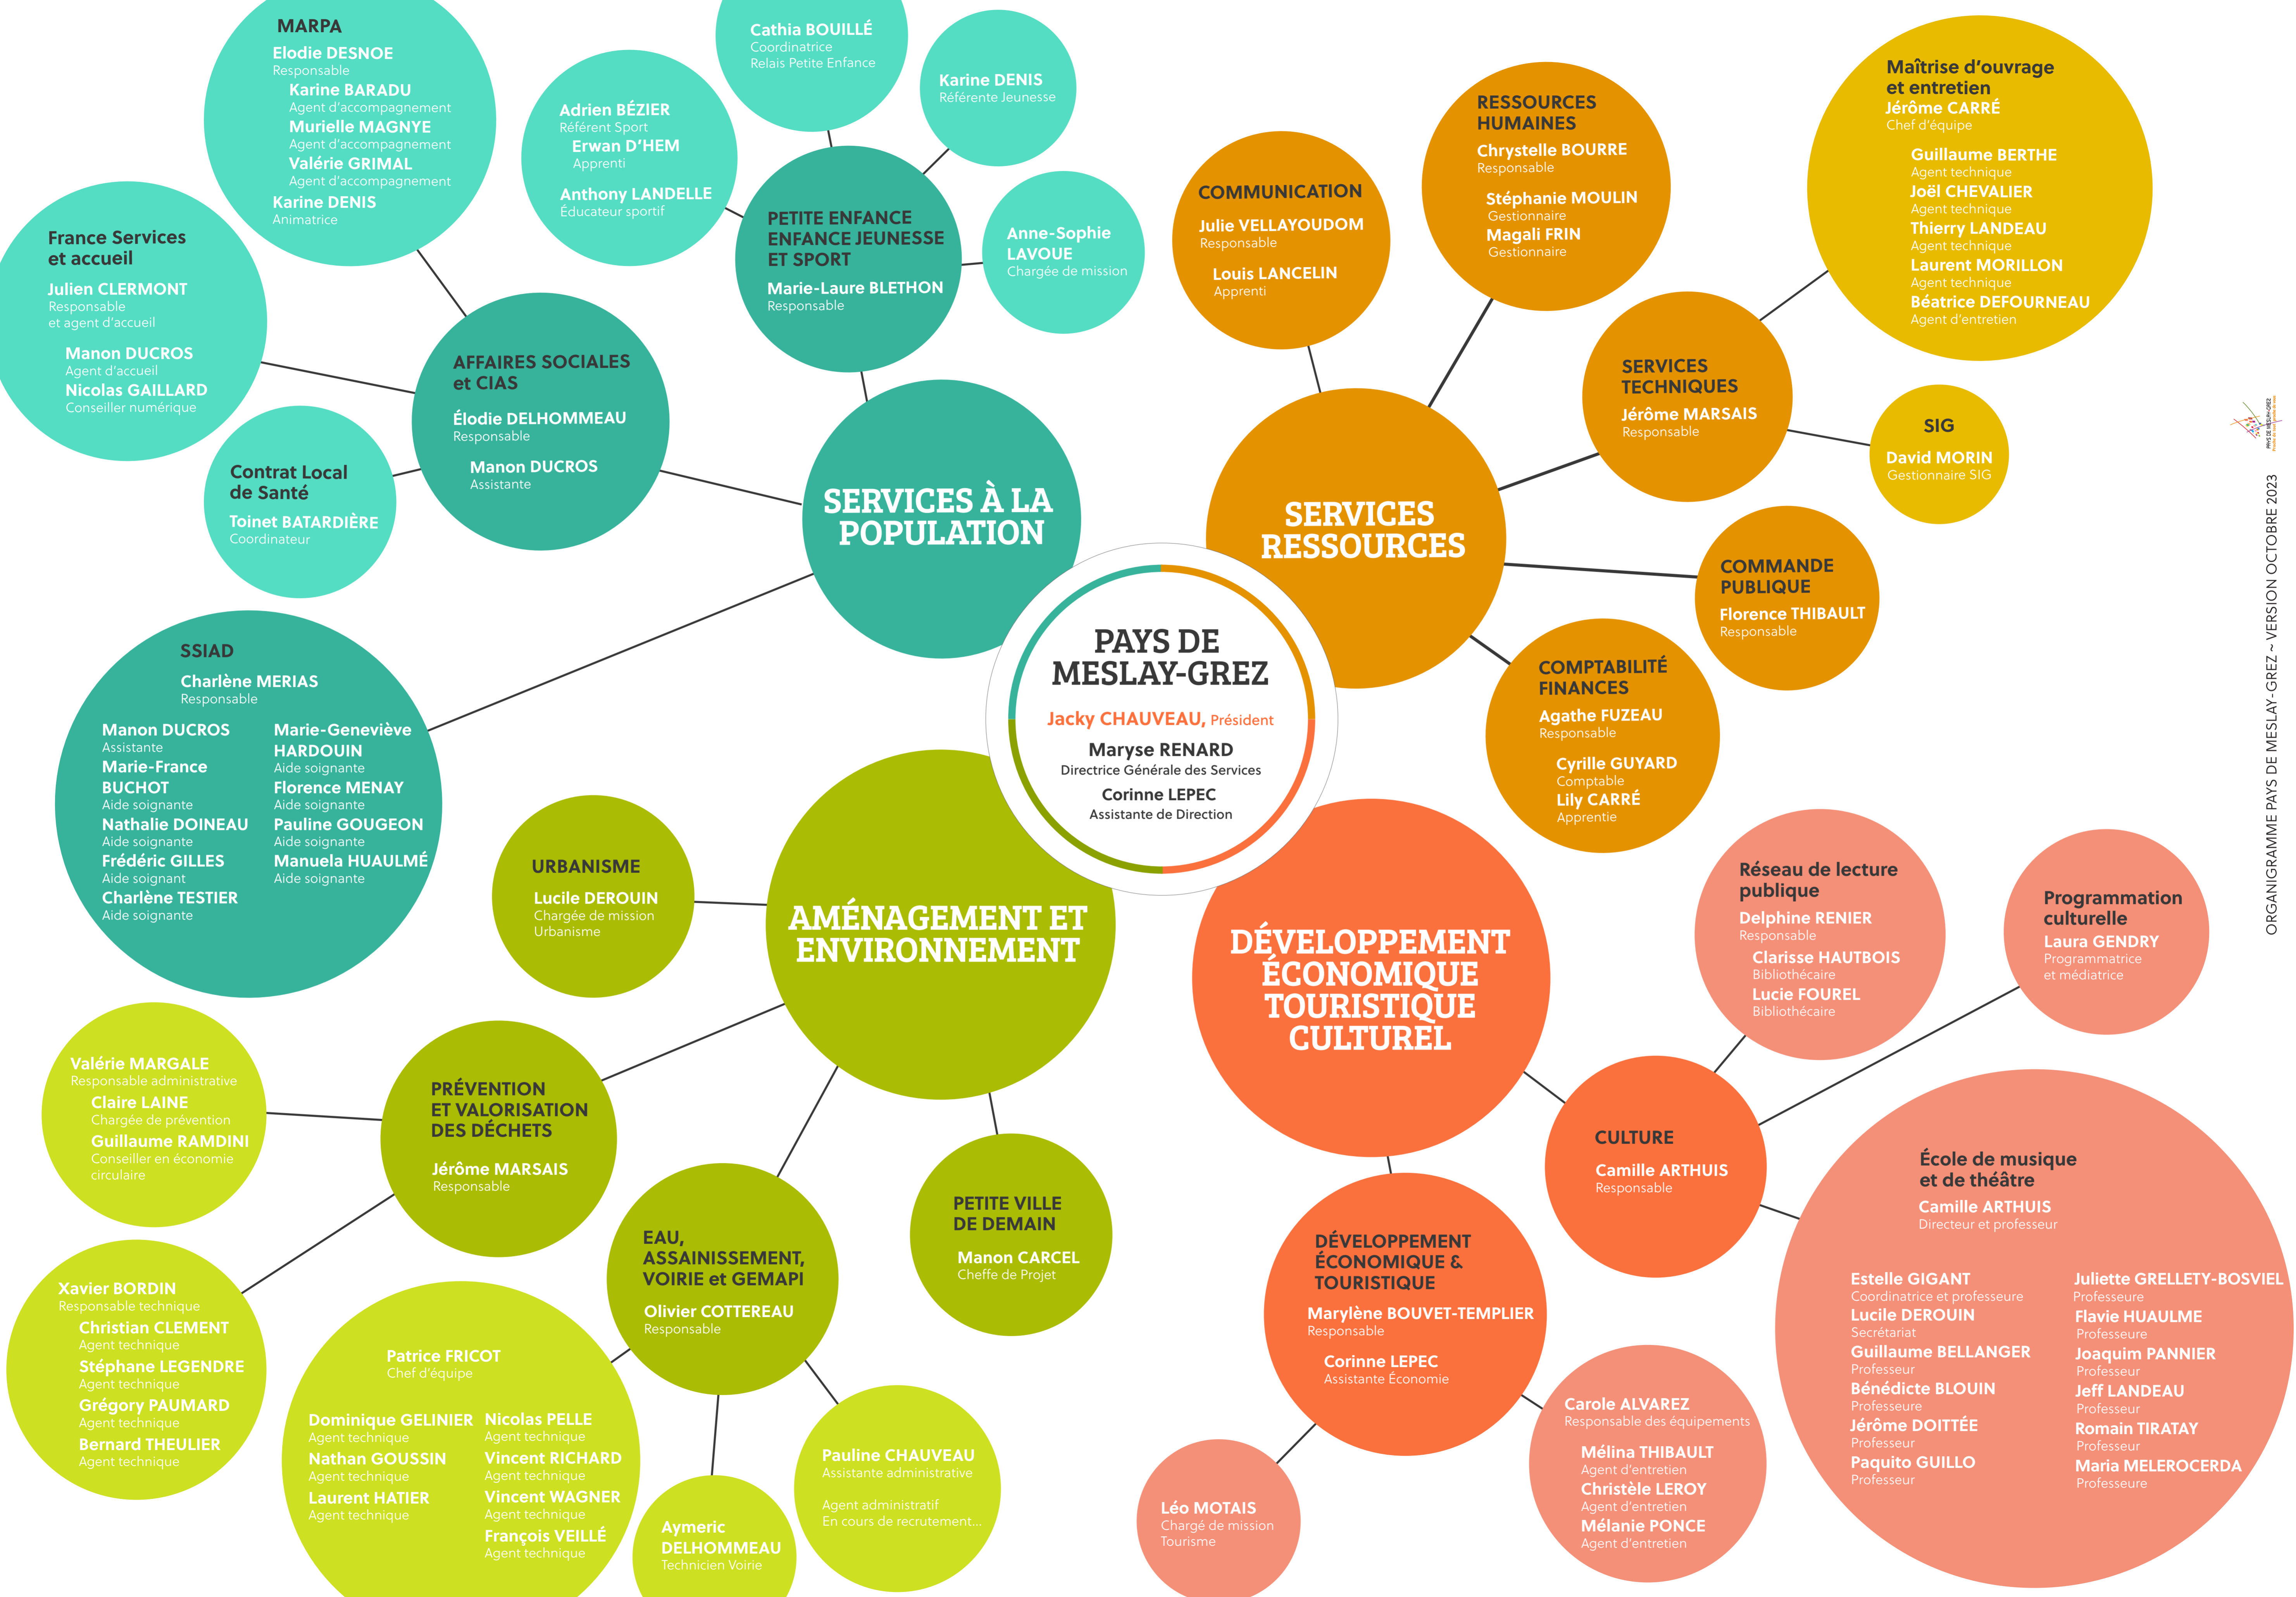 MARPA
Elodie DESNOE
Responsable
Karine BARADU
Agent d'accompagnement
Murielle MAGNYE
Agent d'accompagnement
Valérie GRIMAL
Agent d'accompagnement
Karine DENIS
Animatrice
France Services
et accueil
Julien CLERMONT
Responsable
et agent d'accueil
Manon DUCROS
Agent d'accueil
Nicolas GAILLARD
Conseiller numérique
Contrat Local
de Santé
Toinet BATARDIÈRE
Coordinateur
AFFAIRES SOCIALES
et CIAS
Élodie DELHOMMEAU
Responsable
Manon DUCROS
Assistante
Adrien BÉZIER
Référent Sport
Erwan D'HEM
Apprenti
Anthony LANDELLE
Éducateur sportif
Cathia BOUILLÉ
Coordinatrice
Relais Petite Enfance
Karine DENIS
Référente Jeunesse
Anne-Sophie
LAVOUE
Chargée de mission
PETITE ENFANCE
ENFANCE JEUNESSE
ET SPORT
Marie-Laure BLETHON
Responsable
SERVICES À LA
POPULATION
SSIAD
Charlène MERIAS
Responsable
Manon DUCROS
Assistante
Marie-France
BUCHOT
Aide soignante
Nathalie DOINEAU
Aide soignante
Frédéric GILLES
Aide soignant
Charlène TESTIER
Aide soignante
Marie-Geneviève
HARDOUIN
Aide soignante
Florence MENAY
Aide soignante
Pauline GOUGEON
Aide soignante
Manuela HUAULMÉ
Aide soignante
COMMUNICATION
Julie VELLAYOUDOM
Responsable
Louis LANCELIN
Apprenti
RESSOURCES
HUMAINES
Chrystelle BOURRE
Responsable
Stéphanie MOULIN
Gestionnaire
Magali FRIN
Gestionnaire
Maîtrise d'ouvrage
et entretien
Jérôme CARRÉ
Chef d'équipe
Guillaume BERTHE
Agent technique
Joël CHEVALIER
Agent technique
Thierry LANDEAU
Agent technique
Laurent MORILLON
Agent technique
Béatrice DEFOURNEAU
Agent d'entretien
SERVICES
TECHNIQUES
Jérôme MARSAIS
Responsable
SIG
David MORIN
Gestionnaire SIG
SERVICES
RESSOURCES
COMMANDE
PUBLIQUE
Florence THIBAULT
Responsable
COMPTABILITÉ
FINANCES
Agathe FUZEAU
Responsable
Cyrille GUYARD
Comptable
Lily CARRÉ
Apprentie
PAYS DE
MESLAY-GREZ
Jacky CHAUVEAU, Président
Maryse RENARD
Directrice Générale des Services
Corinne LEPEC
Assistante de Direction
URBANISME
Lucile DEROUIN
Chargée de mission
Urbanisme
AMÉNAGEMENT ET
ENVIRONNEMENT
Valérie MARGALE
Responsable administrative
Claire LAINE
Chargée de prévention
Guillaume RAMDINI
Conseiller en économie
circulaire
PRÉVENTION
ET VALORISATION
DES DÉCHETS
Jérôme MARSAIS
Responsable
Xavier BORDIN
Responsable technique
Christian CLEMENT
Agent technique
Stéphane LEGENDRE
Agent technique
Grégory PAUMARD
Agent technique
Bernard THEULIER
Agent technique
EAU,
ASSAINISSEMENT,
VOIRIE et GEMAPI
Olivier COTTEREAU
Responsable
PETITE VILLE
DE DEMAIN
Manon CARCEL
Cheffe de Projet
Patrice FRICOT
Chef d'équipe
Dominique GELINIER
Agent technique
Nathan GOUSSIN
Agent technique
Laurent HATIER
Agent technique
Nicolas PELLE
Agent technique
Vincent RICHARD
Agent technique
Vincent WAGNER
Agent technique
François VEILLÉ
Agent technique
Aymeric
DELHOMMEAU
Technicien Voirie
Pauline CHAUVEAU
Assistante administrative
Agent administratif
En cours de recrutement...
DÉVELOPPEMENT
ÉCONOMIQUE
TOURISTIQUE
CULTUREL
Réseau de lecture
publique
Delphine RENIER
Responsable
Clarisse HAUTBOIS
Bibliothécaire
Lucie FOUREL
Bibliothécaire
Programmation
culturelle
Laura GENDRY
Programmatrice
et médiatrice
CULTURE
Camille ARTHUIS
Responsable
École de musique
et de théâtre
Camille ARTHUIS
Directeur et professeur
Estelle GIGANT
Coordinatrice et professeure
Lucile DEROUIN
Secrétariat
Guillaume BELLANGER
Professeur
Bénédicte BLOUIN
Professeure
Jérôme DOITTÉE
Professeur
Paquito GUILLO
Professeur
Juliette GRELLETY-BOSVIEL
Professeure
Flavie HUAULME
Professeure
Joaquim PANNIER
Professeur
Jeff LANDEAU
Professeur
Romain TIRATAY
Professeur
Maria MELEROCERDA
Professeure
DÉVELOPPEMENT
ÉCONOMIQUE &
TOURISTIQUE
Marylène BOUVET-TEMPLIER
Responsable
Corinne LEPEC
Assistante Économie
Léo MOTAIS
Chargé de mission
Tourisme
Carole ALVAREZ
Responsable des équipements
Mélina THIBAULT
Agent d'entretien
Christèle LEROY
Agent d'entretien
Mélanie PONCE
Agent d'entretien
PAYS DE MESLAY-GREZ
ORGANIGRAMME PAYS DE MESLAY-GREZ ~ VERSION OCTOBRE 2023